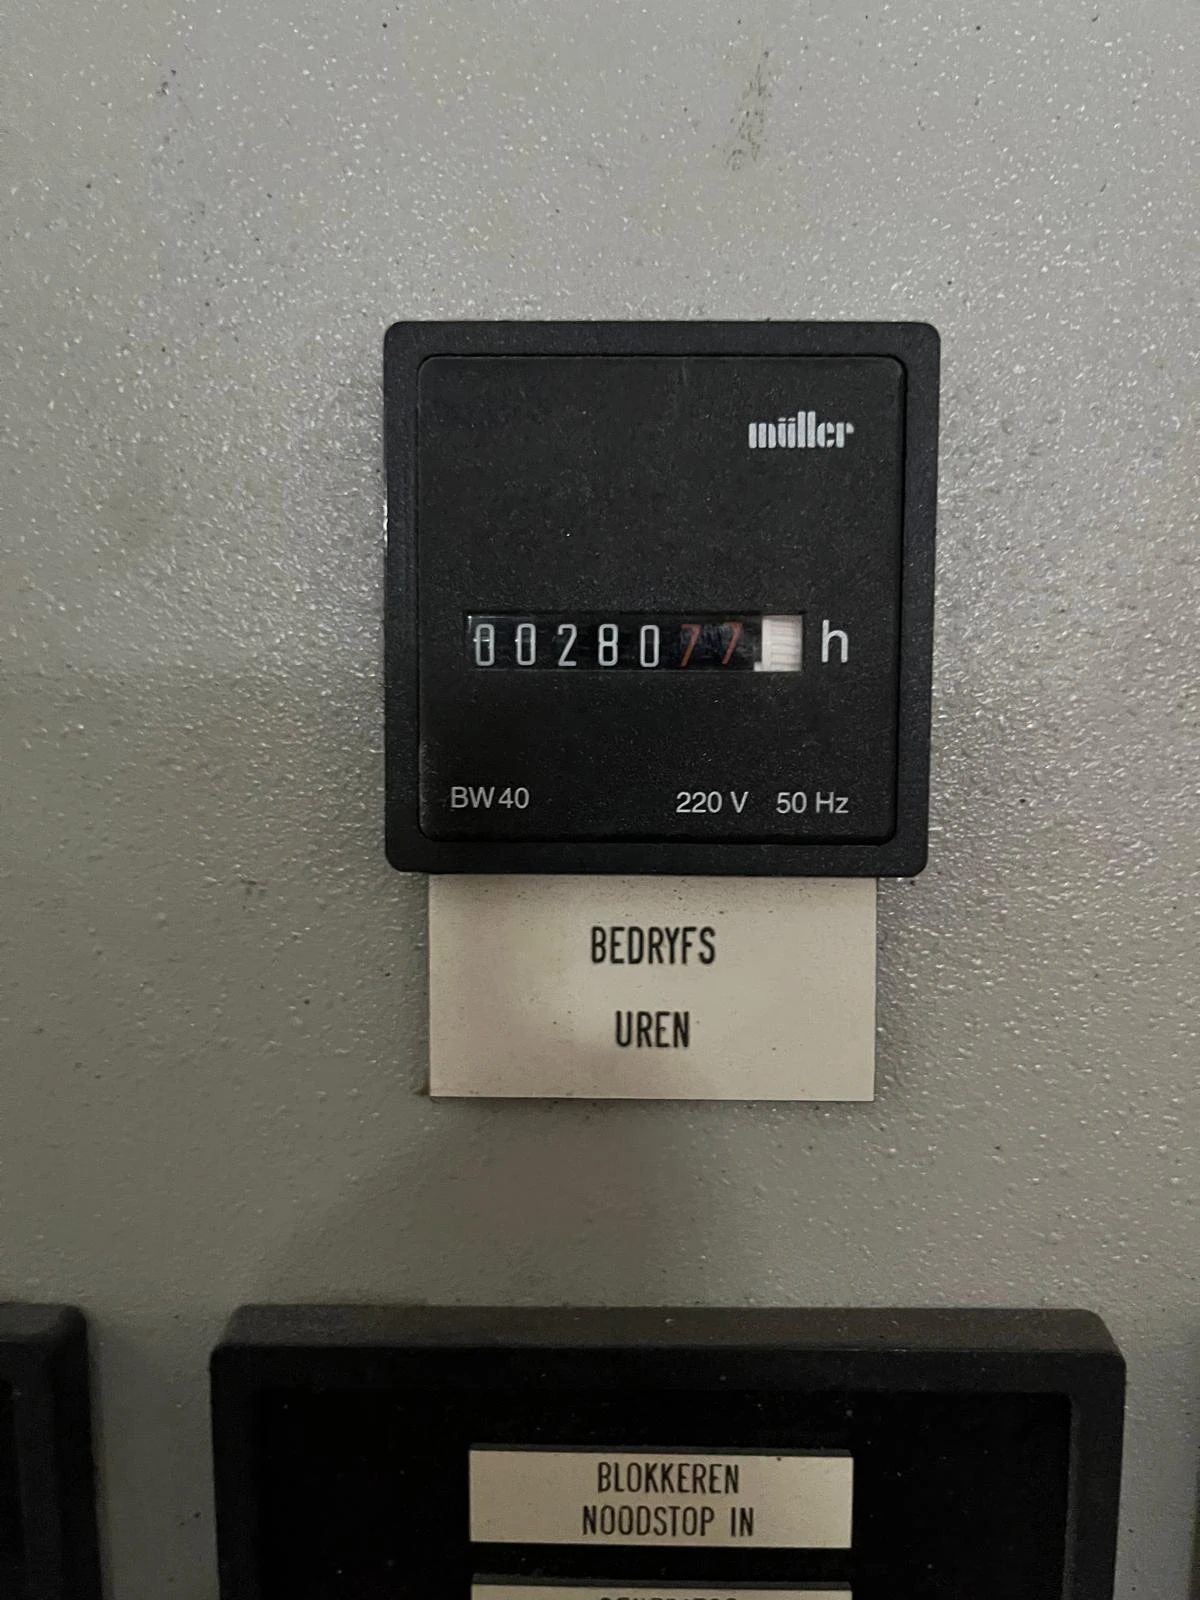 müller
0028077 h
BW40 220 V 50 Hz
BEDRYFS
UREN
BLOKKEREN
NOODSTOP IN